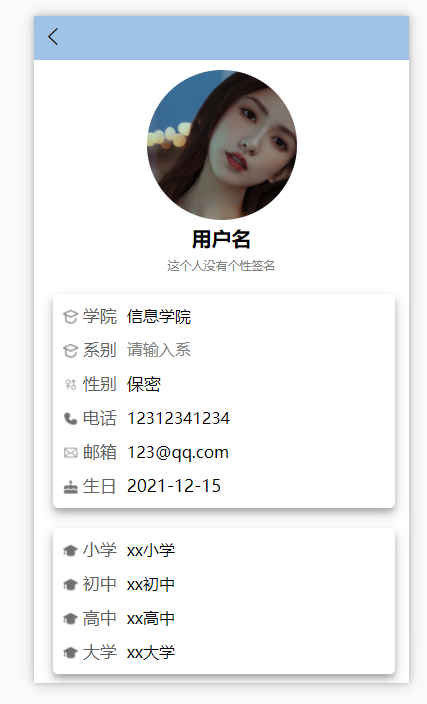 用户名
这个人没有个性签名
学院 信息学院
系别 请输入系
性别 保密
电话 12312341234
邮箱 123@qq.com
生日 2021-12-15
小学 xx小学
初中 xx初中
高中 xx高中
大学 xx大学